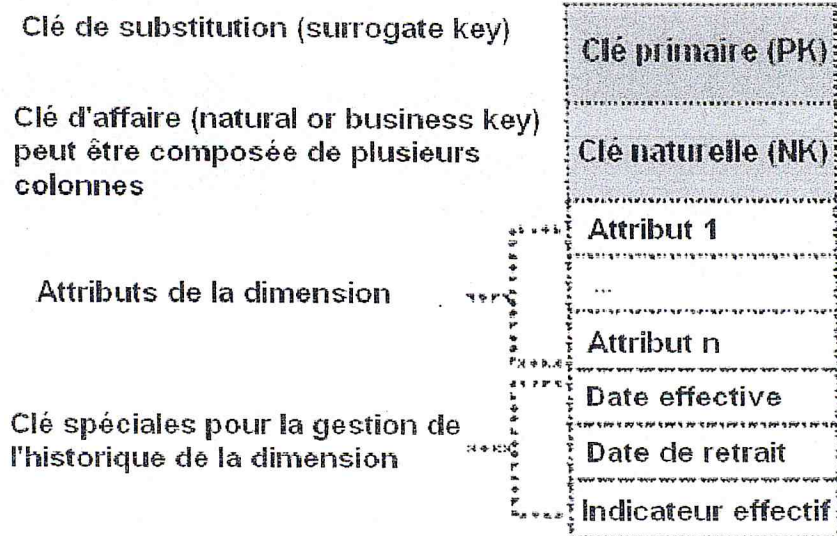 Clé de substitution (surrogate key)
Clé primaire (PK)
Clé d'affaire (natural or business key)
peut être composée de plusieurs
colonnes
Clé naturelle (NK)
Attributs de la dimension
Attribut 1
...
Attribut n
Clé spéciales pour la gestion de
l'historique de la dimension
Date effective
Date de retrait
Indicateur effectif